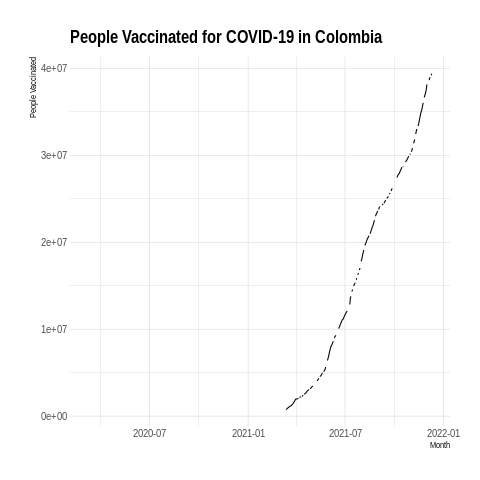 People Vaccinated for COVID-19 in Colombia
People Vaccinated
4e+07
3e+07
2e+07
1e+07
0e+00
2020-07 2021-01 2021-07 2022-01
Month